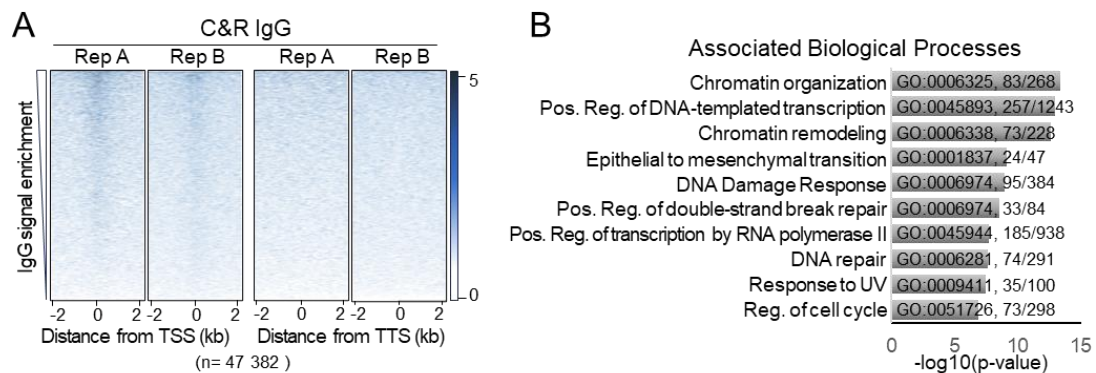 A
C&R IgG
Rep A Rep B Rep A Rep B
IgG signal enrichment
5
0
-2 0 2 -2 0 2 -2 0 2 -2 0 2
Distance from TSS (kb) Distance from TTS (kb)
(n= 47 382 )
B
Associated Biological Processes
Chromatin organization GO:0006325, 83/268
Pos. Reg. of DNA-templated transcription GO:0045893, 257/1243
Chromatin remodeling GO:0006338, 73/228
Epithelial to mesenchymal transition GO:0001837, 24/47
DNA Damage Response GO:0006974, 95/384
Pos. Reg. of double-strand break repair GO:0006974, 33/84
Pos. Reg. of transcription by RNA polymerase II GO:0045944, 185/938
DNA repair GO:0006281, 74/291
Response to UV GO:0009411, 35/100
Reg. of cell cycle GO:0051726, 73/298
0 5 10 15
-log10(p-value)